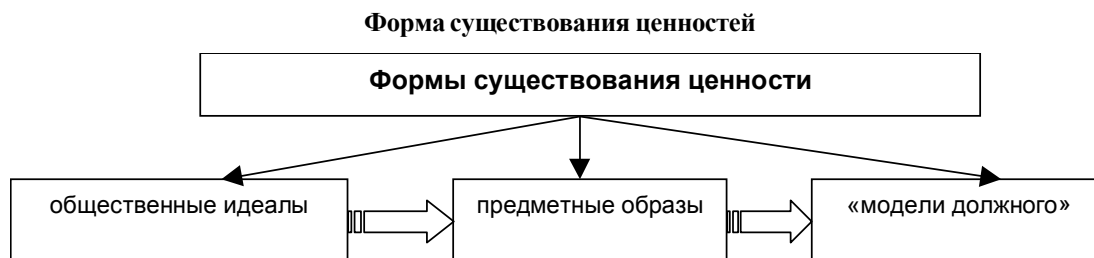 Форма существования ценностей
Формы существования ценности
общественные идеалы
предметные образы
«модели должного»